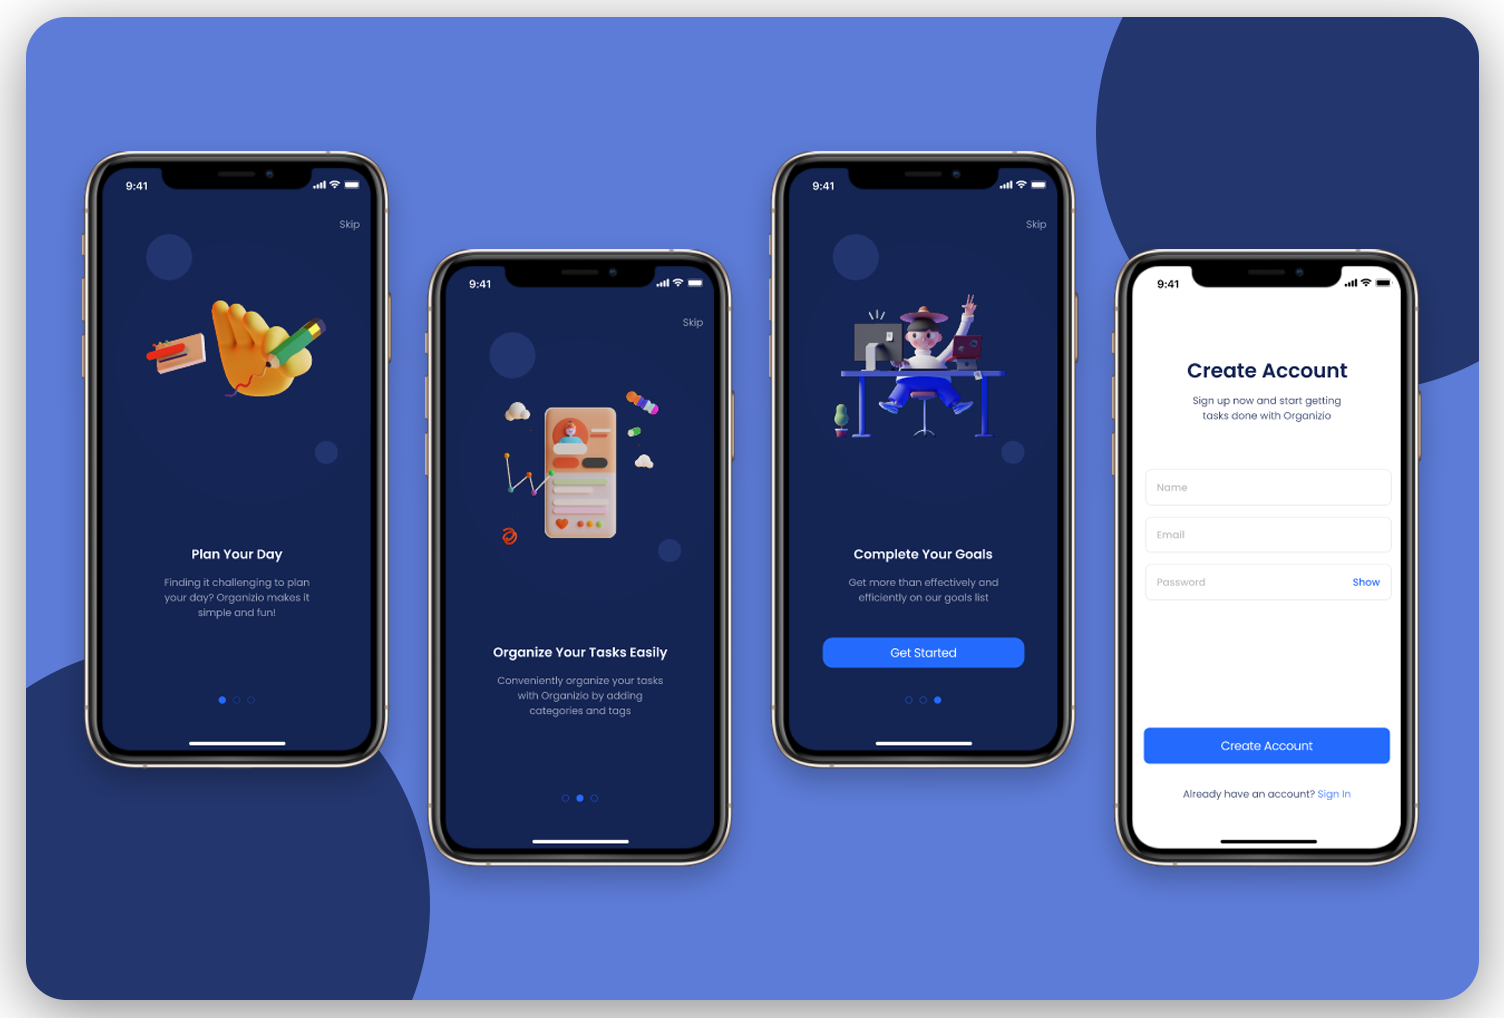 9:41
Skip
Plan Your Day
Finding it challenging to plan
your day? Organizio makes it
simple and fun!
9:41
Skip
Organize Your Tasks Easily
Conveniently organize your tasks
with Organizio by adding
categories and tags
9:41
Skip
Complete Your Goals
Get more than effectively and
efficiently on our goals list
Get Started
9:41
Create Account
Sign up now and start getting
tasks done with Organizio
Name
Email
Password Show
Create Account
Already have an account? Sign In